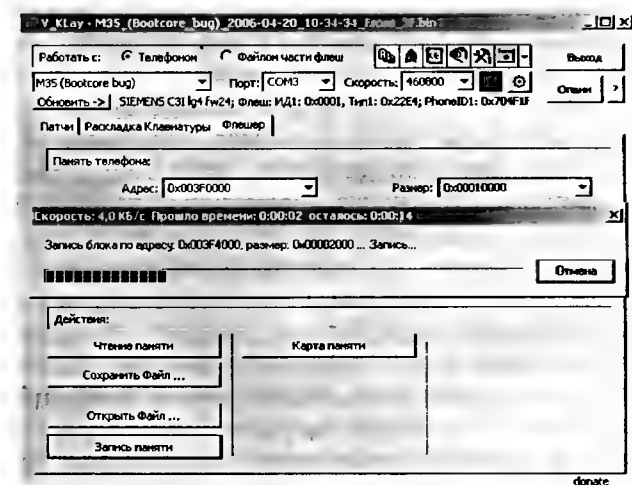 V_KLay - M35_(Bootcore_bug)_2006-04-20_10-34-34_
Работать с: Телефоном Файлом части флеш Выход
M35 (Bootcore bug) Порт: COM3 Скорость: 460800 Опции >
Обновить -> SIEMENS C3I lg4 fw24; Флеш: ИД1: 0x0001, Тип1: 0x22E4; PhoneID1: 0x704F1F
Патчи Раскладка Клавиатуры Флешер
Память телефона:
Адрес: 0x003F0000 Размер: 0x00010000
Скорость: 4,0 КБ/с Прошло времени: 0:00:02 осталось: 0:00:14
Запись блока по адресу: 0x003F4000, размер: 0x00002000 ... Запись...
Отмена
Действия:
Чтение памяти Карта памяти
Сохранить Файл ...
Открыть Файл ...
Запись памяти
donate